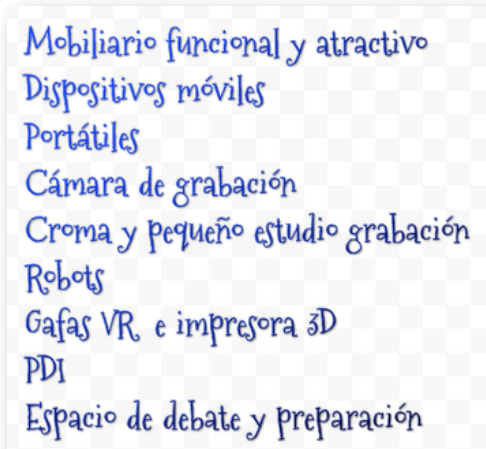 Mobiliario funcional y atractivo
Dispositivos móviles
Portátiles
Cámara de grabación
Croma y pequeño estudio grabación
Robots
Gafas VR e impresora 3D
PDI
Espacio de debate y preparación